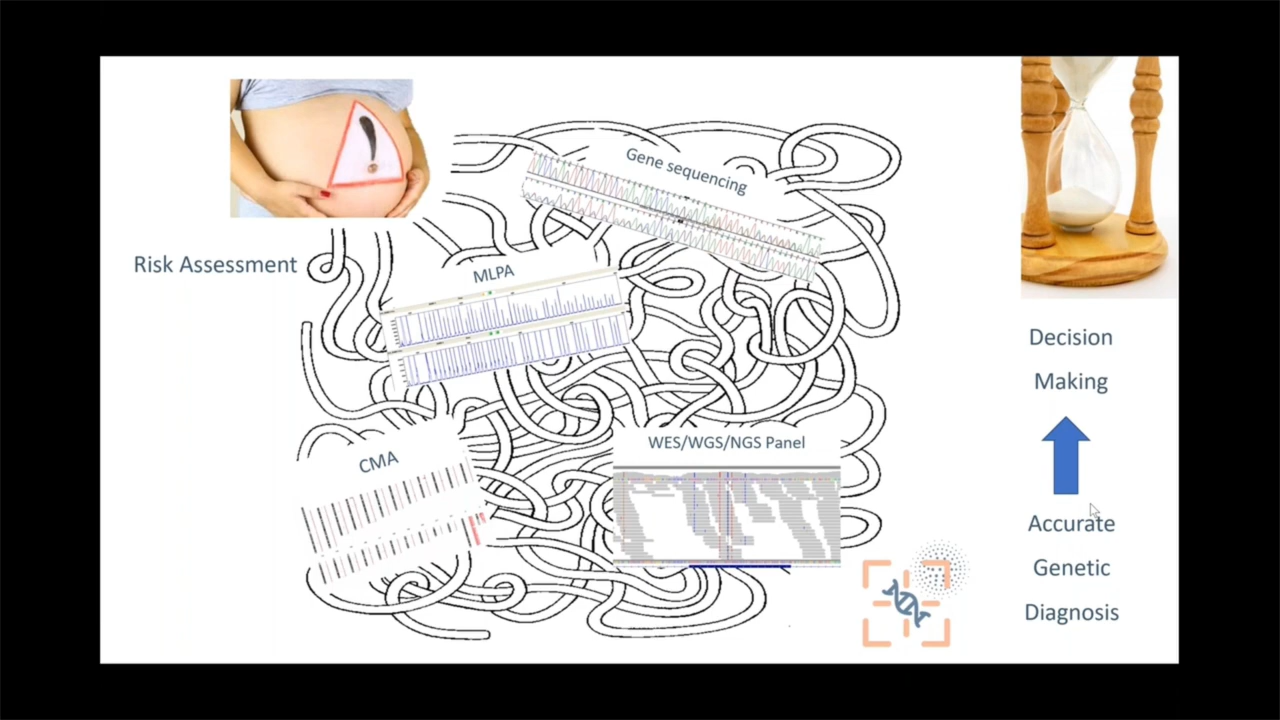 Gene sequencing
Risk Assessment
MLPA
Decision
Making
CMA
WES/WGS/NGS Panel
Accurate
Genetic
Diagnosis